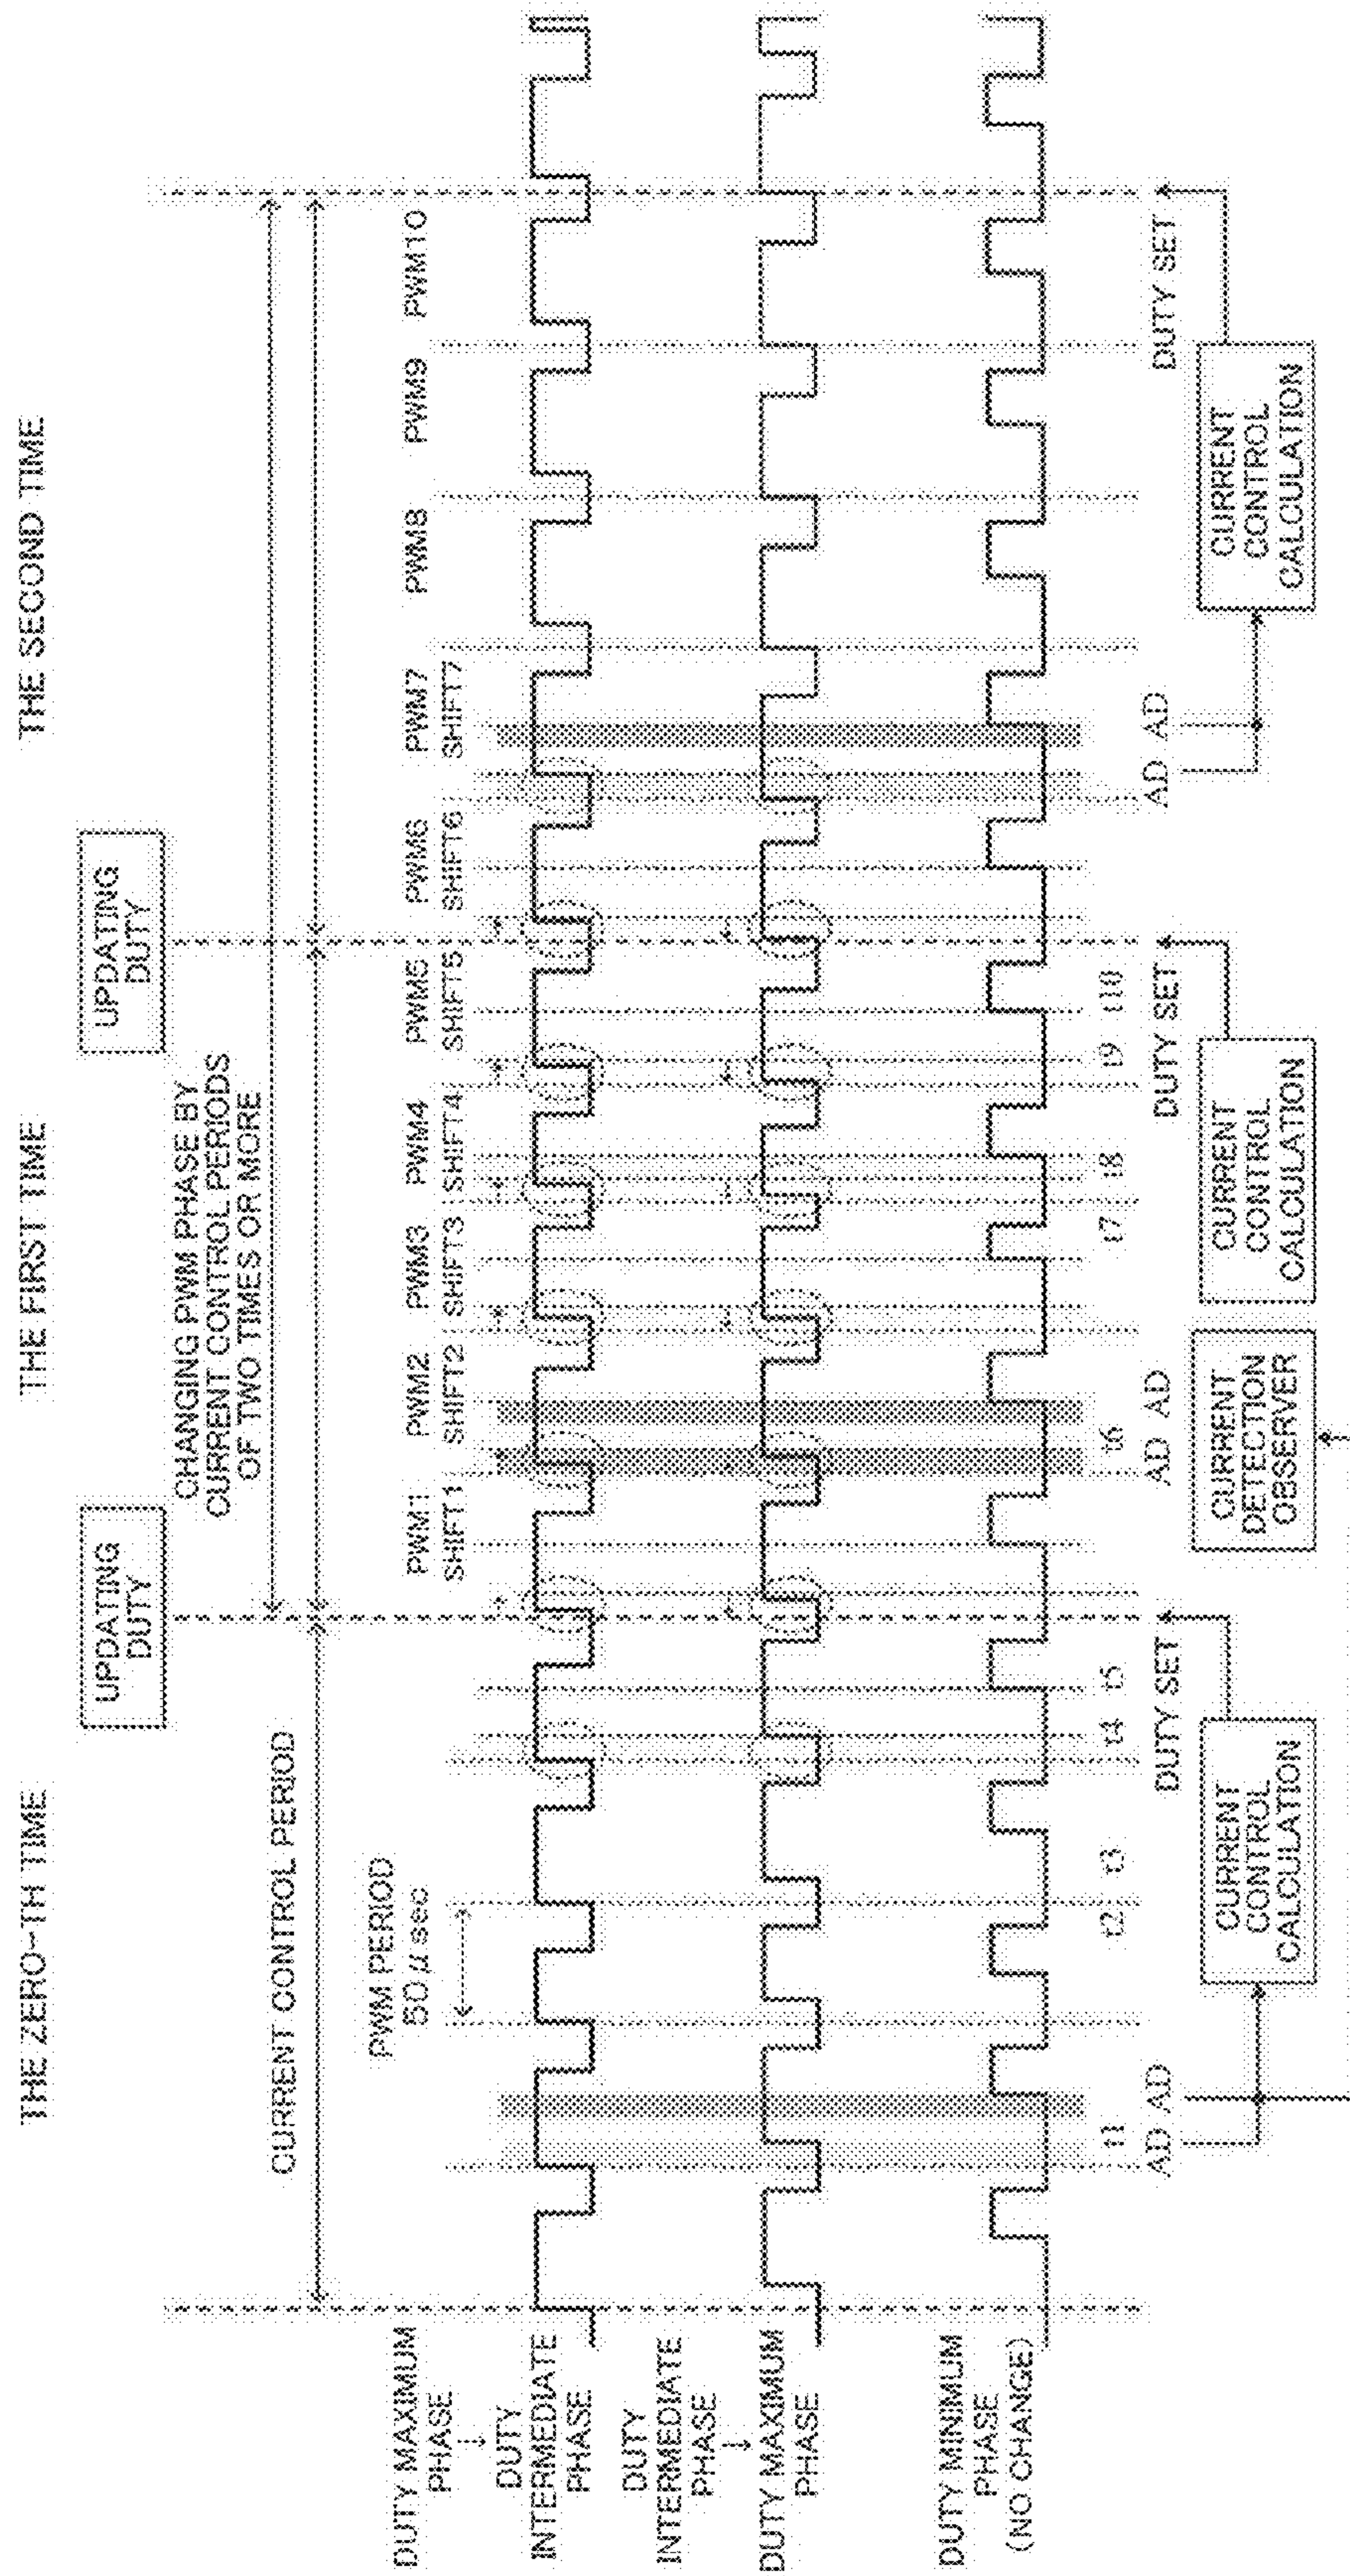 THE ZERO-TH TIME
THE FIRST TIME
THE SECOND TIME
UPDATING
DUTY
UPDATING
DUTY
CHANGING PWM PHASE BY
CURRENT CONTROL PERIODS
OF TWO TIMES OR MORE
CURRENT CONTROL PERIOD
PWM PERIOD
50μsec
PWM1
SHIFT1
PWM2
SHIFT2
PWM3
SHIFT3
PWM4
SHIFT4
PWM5
SHIFT5
PWM6
SHIFT6
PWM7
SHIFT7
PWM8
PWM9
PWM10
DUTY MAXIMUM
PHASE
→
DUTY
INTERMEDIATE
PHASE
DUTY
INTERMEDIATE
PHASE
→
DUTY MAXIMUM
PHASE
DUTY MINIMUM
PHASE
(NO CHANGE)
t1
t2
t3
t4
t5
t6
t7
t8
t9
t10
AD AD
DUTY SET
AD AD
DUTY SET
AD AD
DUTY SET
CURRENT
CONTROL
CALCULATION
CURRENT
DETECTION
OBSERVER
CURRENT
CONTROL
CALCULATION
CURRENT
CONTROL
CALCULATION